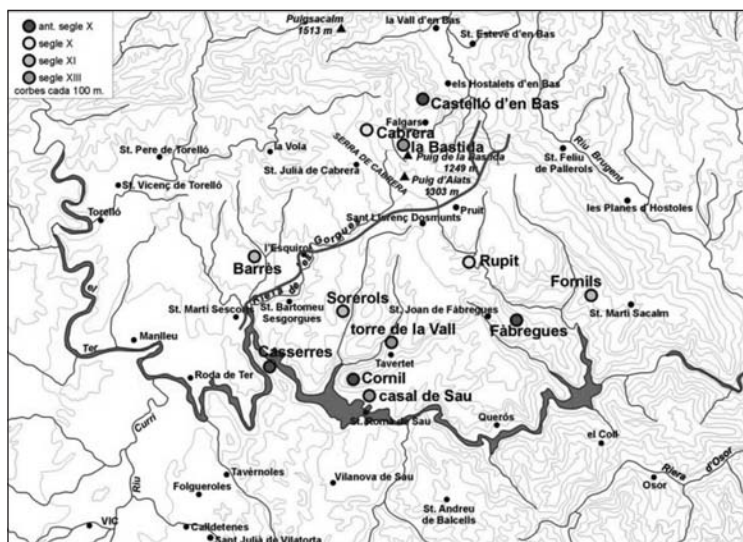 ant. segle X
segle X
segle XI
segle XIII
corbes cada 100 m.
Puigsacalm
1513 m
la Vall d'en Bas
St. Esteve d'en Bas
els Hostalets d'en Bas
Castelló d'en Bas
Falgars
Cabrera
la Bastida
Puig de la Bastida
1249 m
Puig d'Alats
1303 m
SERRA DE CABRERA
St. Pere de Torelló
la Vola
St. Julià de Cabrera
St. Vicenç de Torelló
Torelló
St. Feliu
de Pallerols
Riu Brugent
les Planes d'Hostoles
Sant Llorenç Dosmunts
Pruit
l'Esquirol
Barrès
Riera de les Gorgues
Rupit
Fornils
St. Martí Sacalm
St. Martí Sescorts
St. Bartomeu
Sesgorgues
Sorerols
St. Joan de Fàbregues
Fàbregues
torre de la Vall
Tavertet
el
Ter
Manlleu
Roda de Ter
Casserres
Cornil
casal de Sau
St. Romà de Sau
Querós
el Coll
Riera d'Osor
Osor
Curri
Riu
Tavèrnoles
Folgueroles
Vilanova de Sau
St. Andreu
de Balcells
VIC
Calldetenes
Sant Julià de Vilatorta